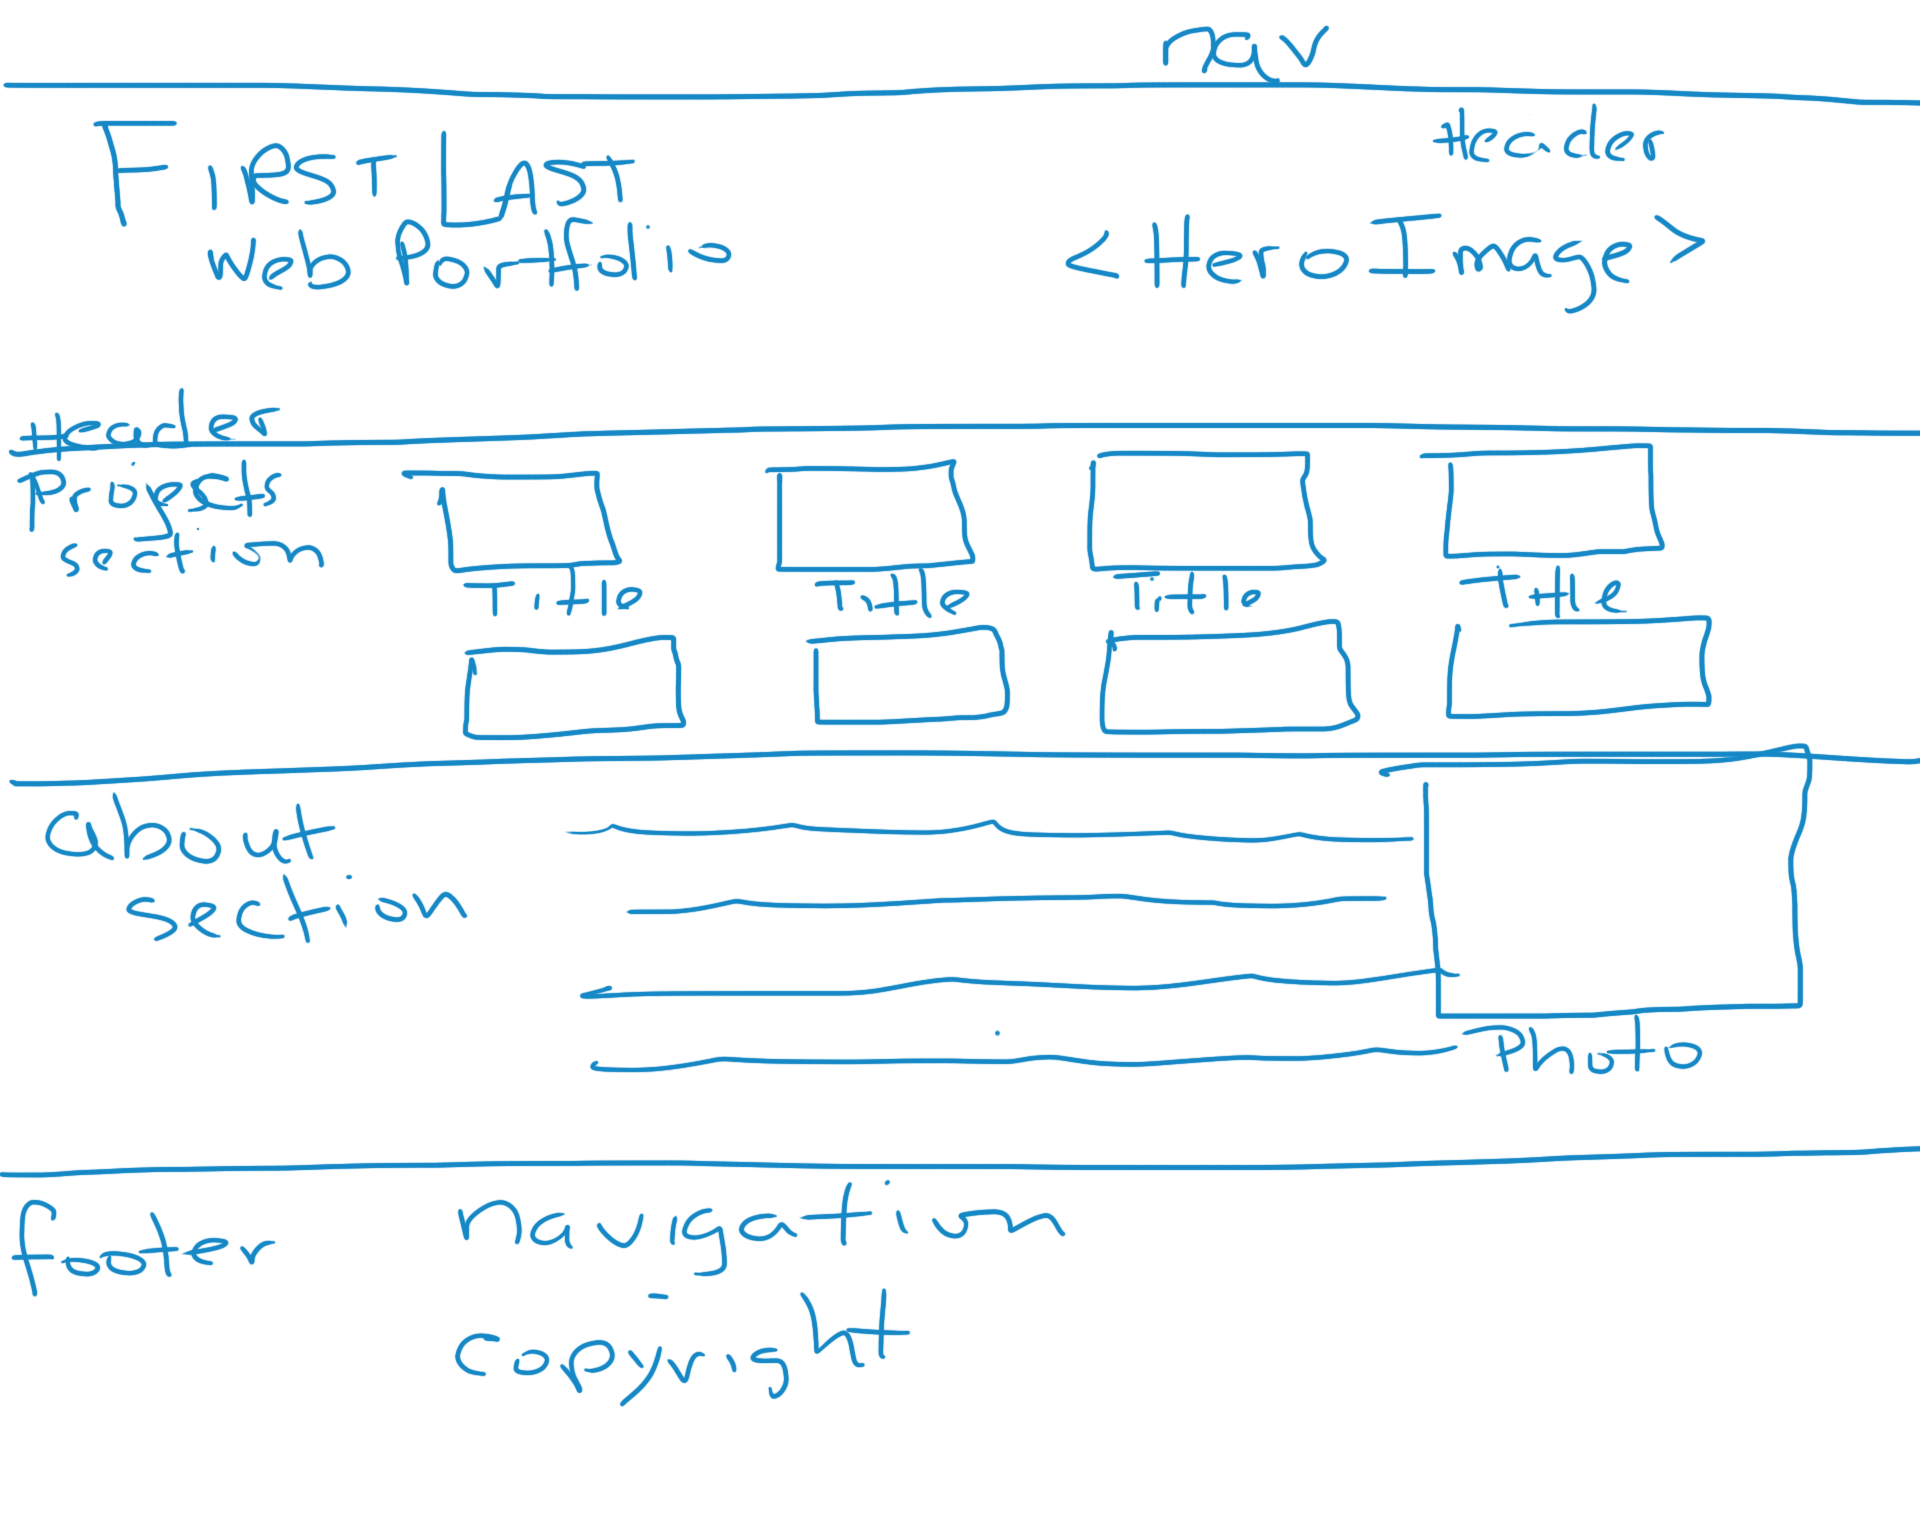 nav
Header
FIRST LAST
Web Portfolio
<Hero Image>
Header
Projects
section
Title Title Title Title
about
section
Photo
footer
navigation
-
copyright